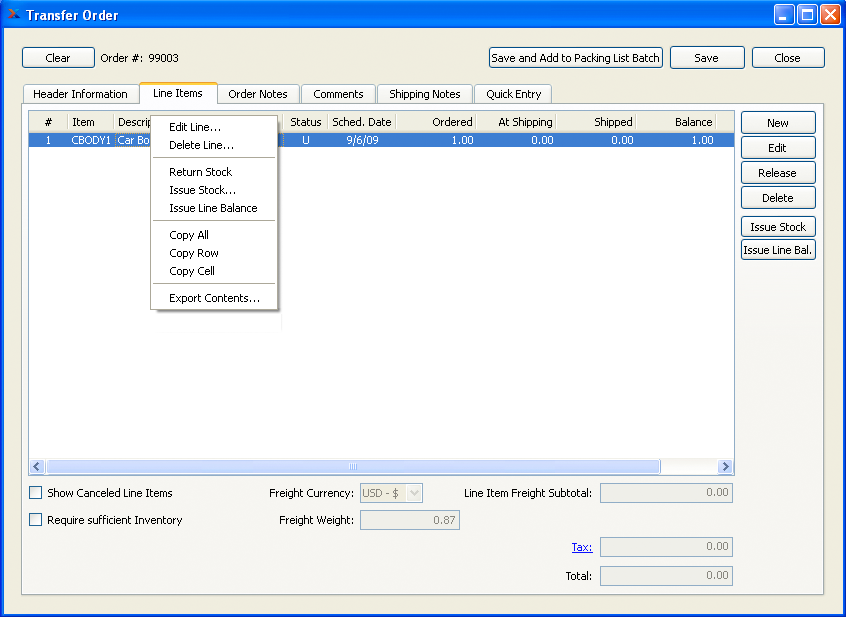 Transfer Order
Clear Order #: 99003 Save and Add to Packing List Batch Save Close
Header Information Line Items Order Notes Comments Shipping Notes Quick Entry
# Item Descrip Status Sched. Date Ordered At Shipping Shipped Balance
1 CBODY1 Car Bo U 9/6/09 1.00 0.00 0.00 1.00
Edit Line...
Delete Line...
Return Stock
Issue Stock...
Issue Line Balance
Copy All
Copy Row
Copy Cell
Export Contents...
New
Edit
Release
Delete
Issue Stock
Issue Line Bal.
Show Canceled Line Items Freight Currency: USD - $ Line Item Freight Subtotal: 0.00
Require sufficient Inventory Freight Weight: 0.87
Tax: 0.00
Total: 0.00